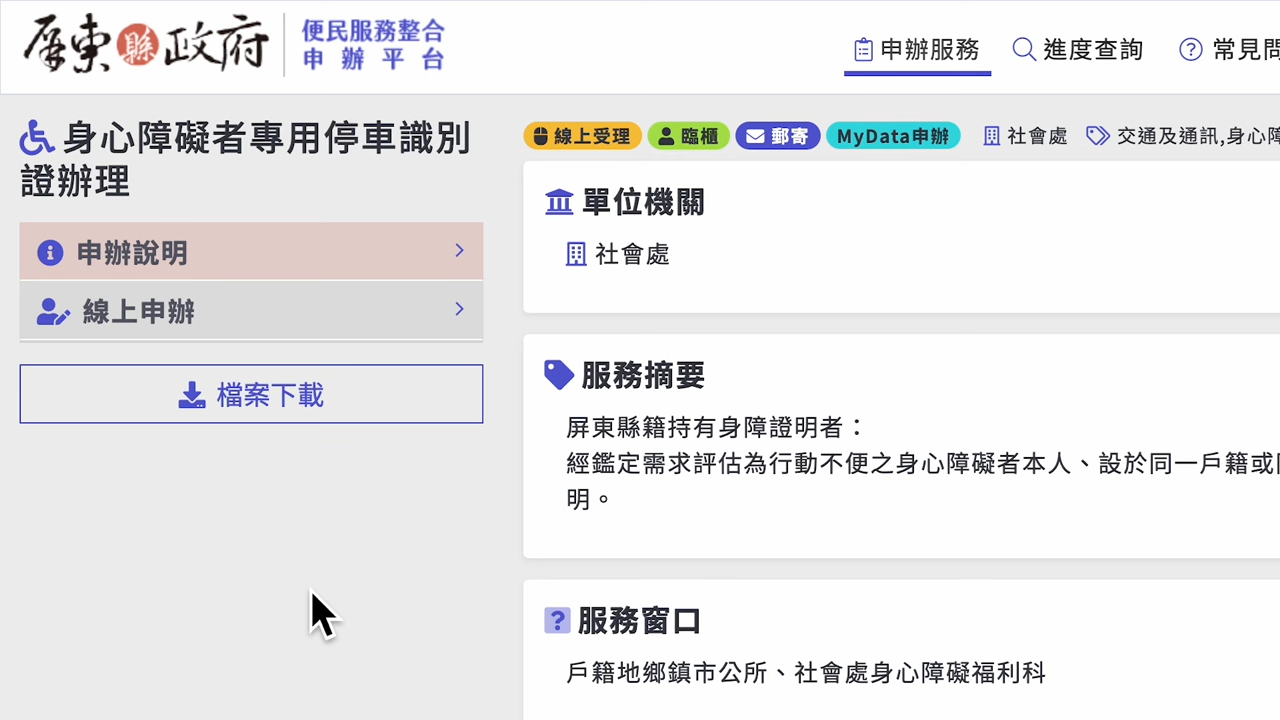 屏東縣政府
便民服務整合
申辦平台
申辦服務
進度查詢
常見問
身心障礙者專用停車識別
證辦理
申辦說明
線上申辦
檔案下載
線上受理
臨櫃
郵寄
MyData申辦
社會處
交通及通訊,身心障
單位機關
社會處
服務摘要
屏東縣籍持有身障證明者：
經鑑定需求評估為行動不便之身心障礙者本人、設於同一戶籍或
明。
服務窗口
戶籍地鄉鎮市公所、社會處身心障礙福利科